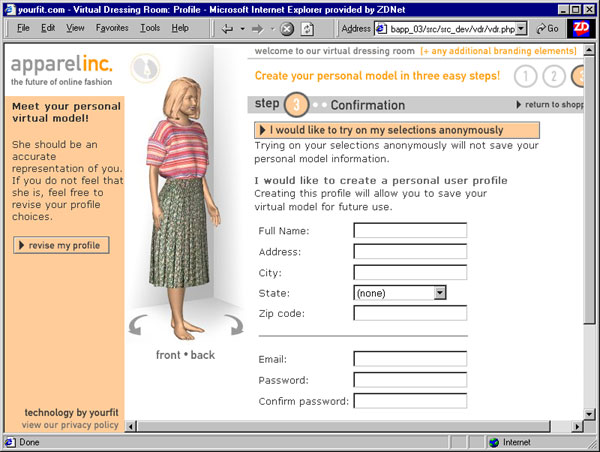 yourfit.com - Virtual Dressing Room: Profile - Microsoft Internet Explorer provided by ZDNet
File Edit View Favorites Tools Help
Address bapp_03/src/src_dev/vdr/vdr.php
Go
ZD
apparelinc.
the future of online fashion
welcome to our virtual dressing room [+ any additional branding elements]
Create your personal model in three easy steps!
1 2 3
step 3 Confirmation
return to shopp
Meet your personal
virtual model!
She should be an
accurate
representation of you.
If you do not feel that
she is, feel free to
revise your profile
choices.
revise my profile
front • back
I would like to try on my selections anonymously
Trying on your selections anonymously will not save your
personal model information.
I would like to create a personal user profile
Creating this profile will allow you to save your
virtual model for future use.
Full Name:
Address:
City:
State: (none)
Zip code:
Email:
Password:
Confirm password:
technology by yourfit
view our privacy policy
Done
Internet